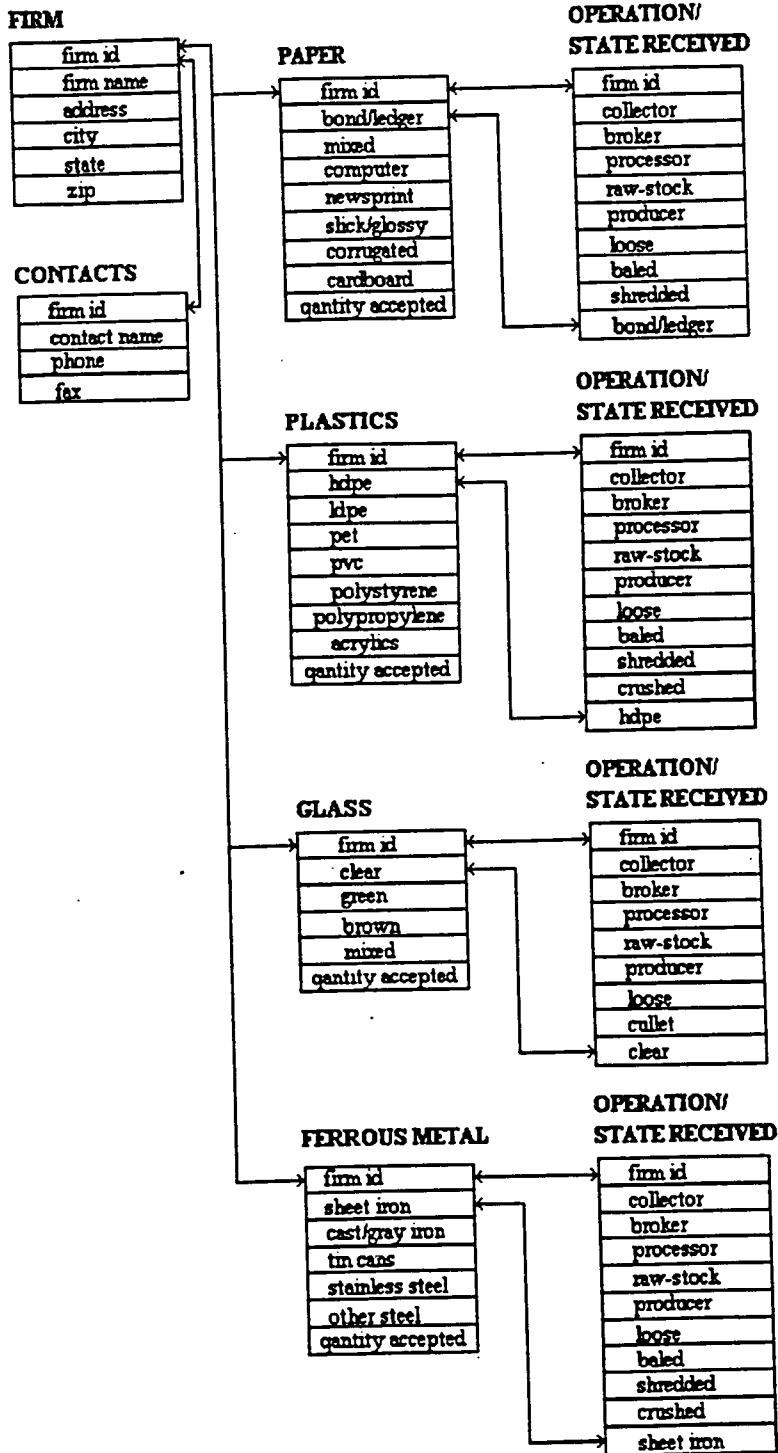 FIRM
firm id
firm name
address
city
state
zip
CONTACTS
firm id
contact name
phone
fax
PAPER
firm id
bond/ledger
mixed
computer
newsprint
slick/glossy
corrugated
cardboard
qantity accepted
OPERATION/
STATE RECEIVED
firm id
collector
broker
processor
raw-stock
producer
loose
baled
shredded
bond/ledger
PLASTICS
firm id
hdpe
ldpe
pet
pvc
polystyrene
polypropylene
acrylics
qantity accepted
OPERATION/
STATE RECEIVED
firm id
collector
broker
processor
raw-stock
producer
loose
baled
shredded
crushed
hdpe
GLASS
firm id
clear
green
brown
mixed
qantity accepted
OPERATION/
STATE RECEIVED
firm id
collector
broker
processor
raw-stock
producer
loose
cullet
clear
FERROUS METAL
firm id
sheet iron
cast/gray iron
tin cans
stainless steel
other steel
qantity accepted
OPERATION/
STATE RECEIVED
firm id
collector
broker
processor
raw-stock
producer
loose
baled
shredded
crushed
sheet iron